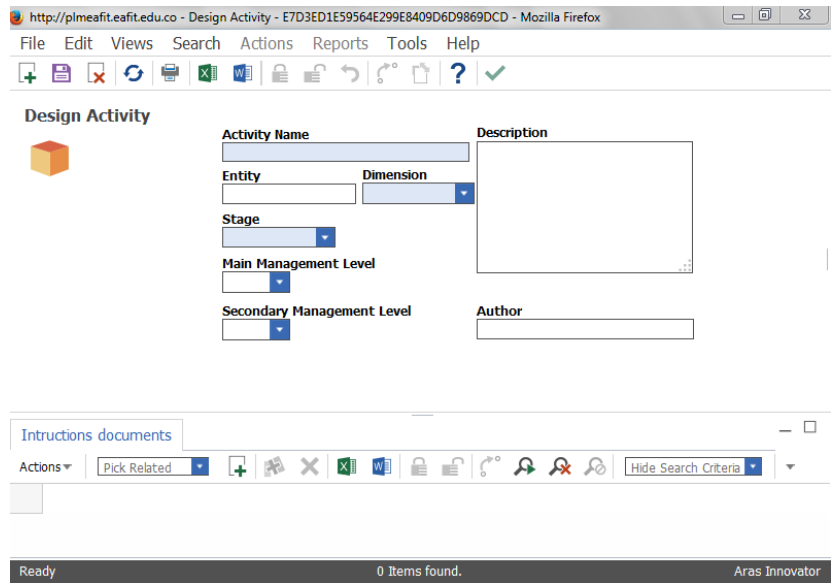 http://plmeafit.eafit.edu.co - Design Activity - E7D3ED1E59564E299E8409D6D9869DCD - Mozilla Firefox
File Edit Views Search Actions Reports Tools Help
Design Activity
Activity Name
Description
Entity
Dimension
Stage
Main Management Level
Secondary Management Level
Author
Intructions documents
Actions Pick Related Hide Search Criteria
Ready 0 Items found. Aras Innovator